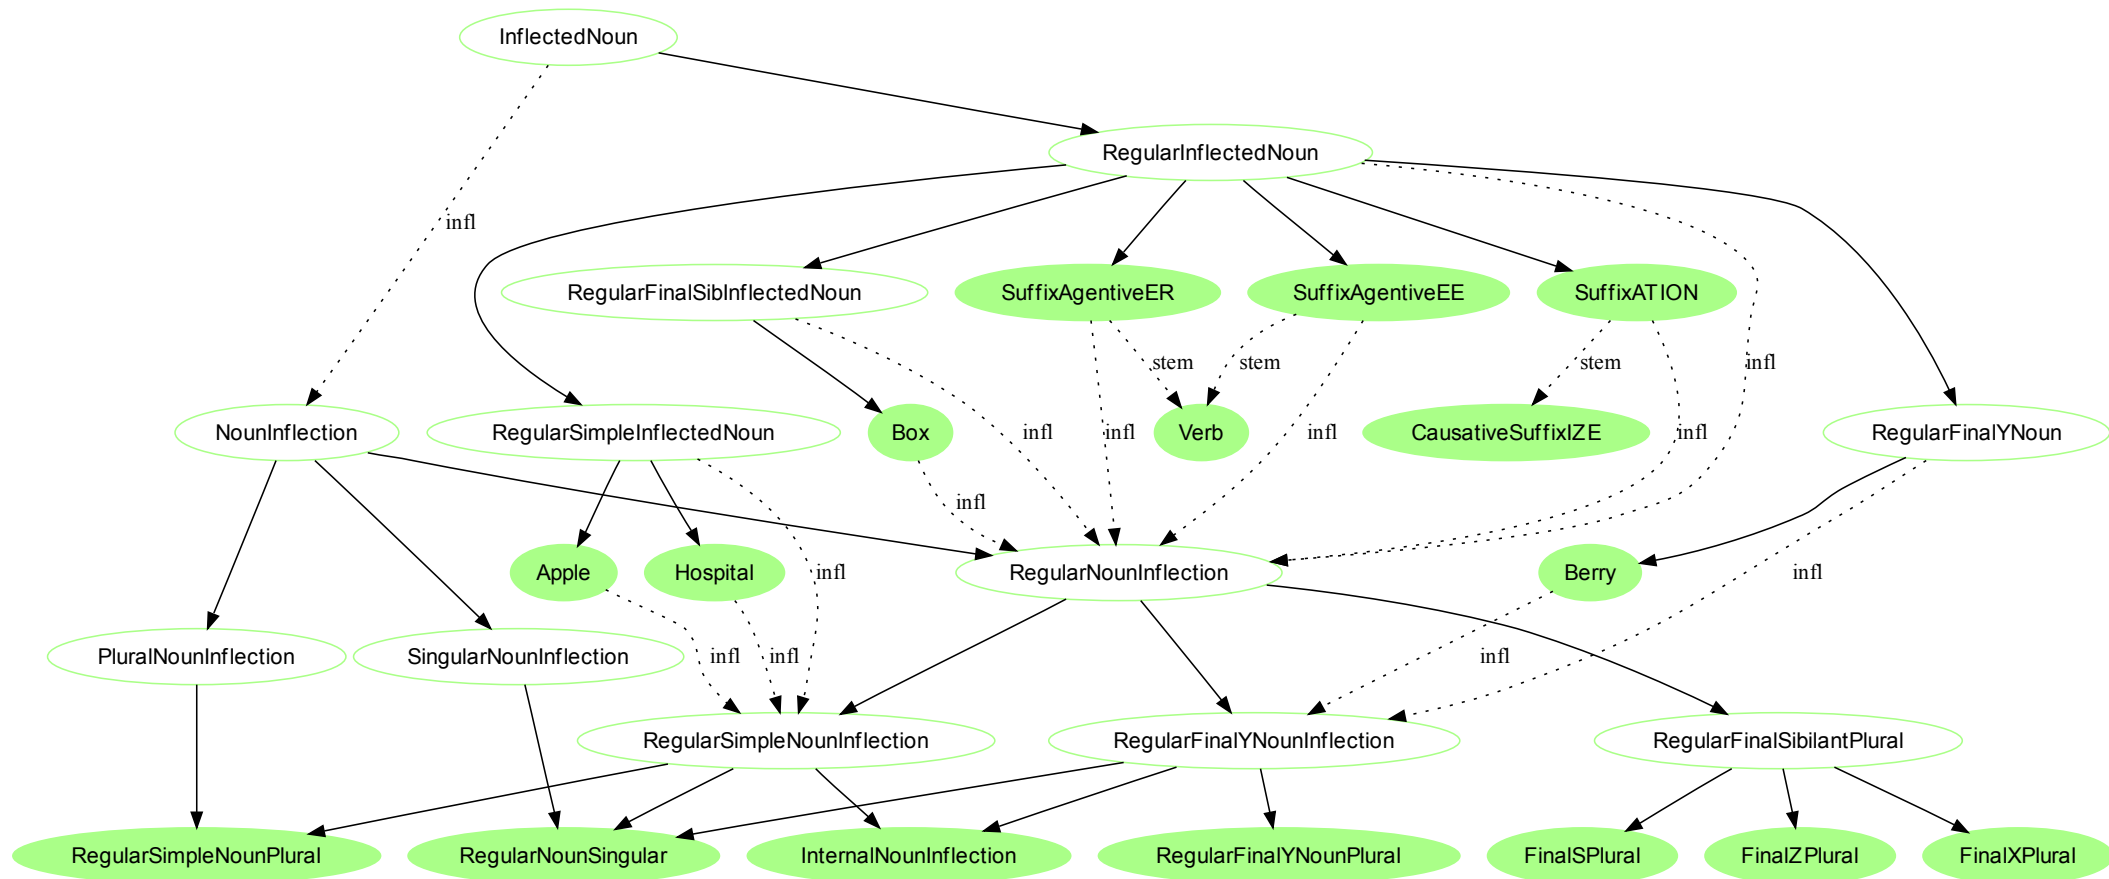 InflectedNoun
RegularInflectedNoun
infl
RegularFinalSibInflectedNoun
SuffixAgentiveER
SuffixAgentiveEE
SuffixATION
stem
stem
stem
infl
NounInflection
RegularSimpleInflectedNoun
Box
infl
infl
Verb
infl
CausativeSuffixIZE
infl
RegularFinalYNoun
infl
Apple
Hospital
infl
RegularNounInflection
Berry
infl
PluralNounInflection
SingularNounInflection
infl
infl
infl
RegularSimpleNounInflection
RegularFinalYNounInflection
RegularFinalSibilantPlural
RegularSimpleNounPlural
RegularNounSingular
InternalNounInflection
RegularFinalYNounPlural
FinalSPlural
FinalZPlural
FinalXPlural